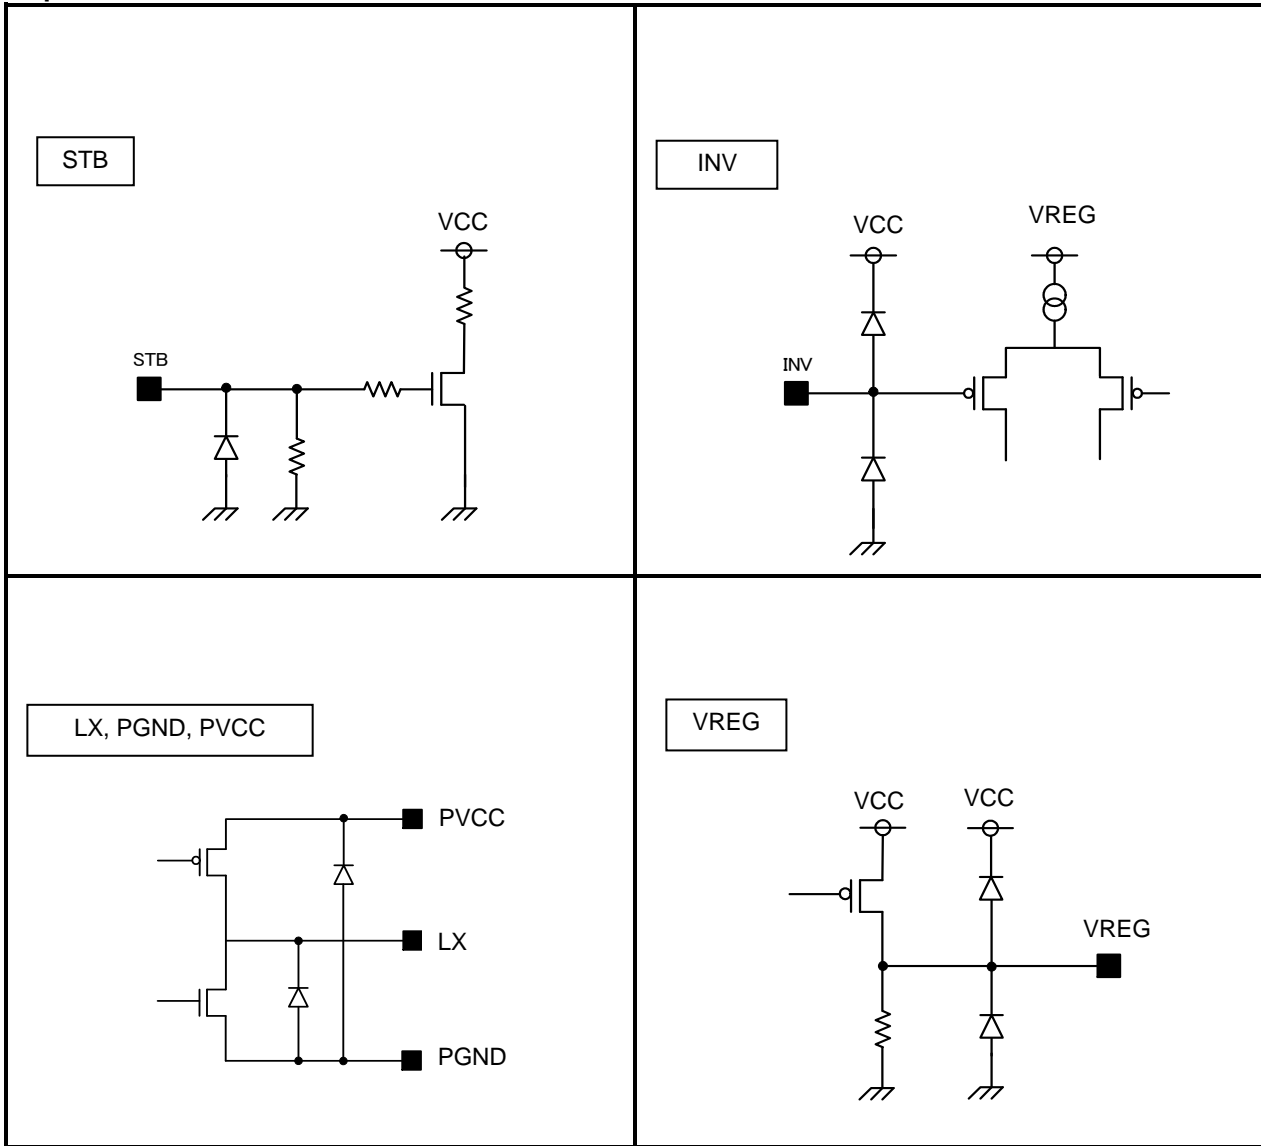 STB
VCC
STB
INV
VCC
VREG
INV
LX, PGND, PVCC
PVCC
LX
PGND
VREG
VCC
VCC
VREG